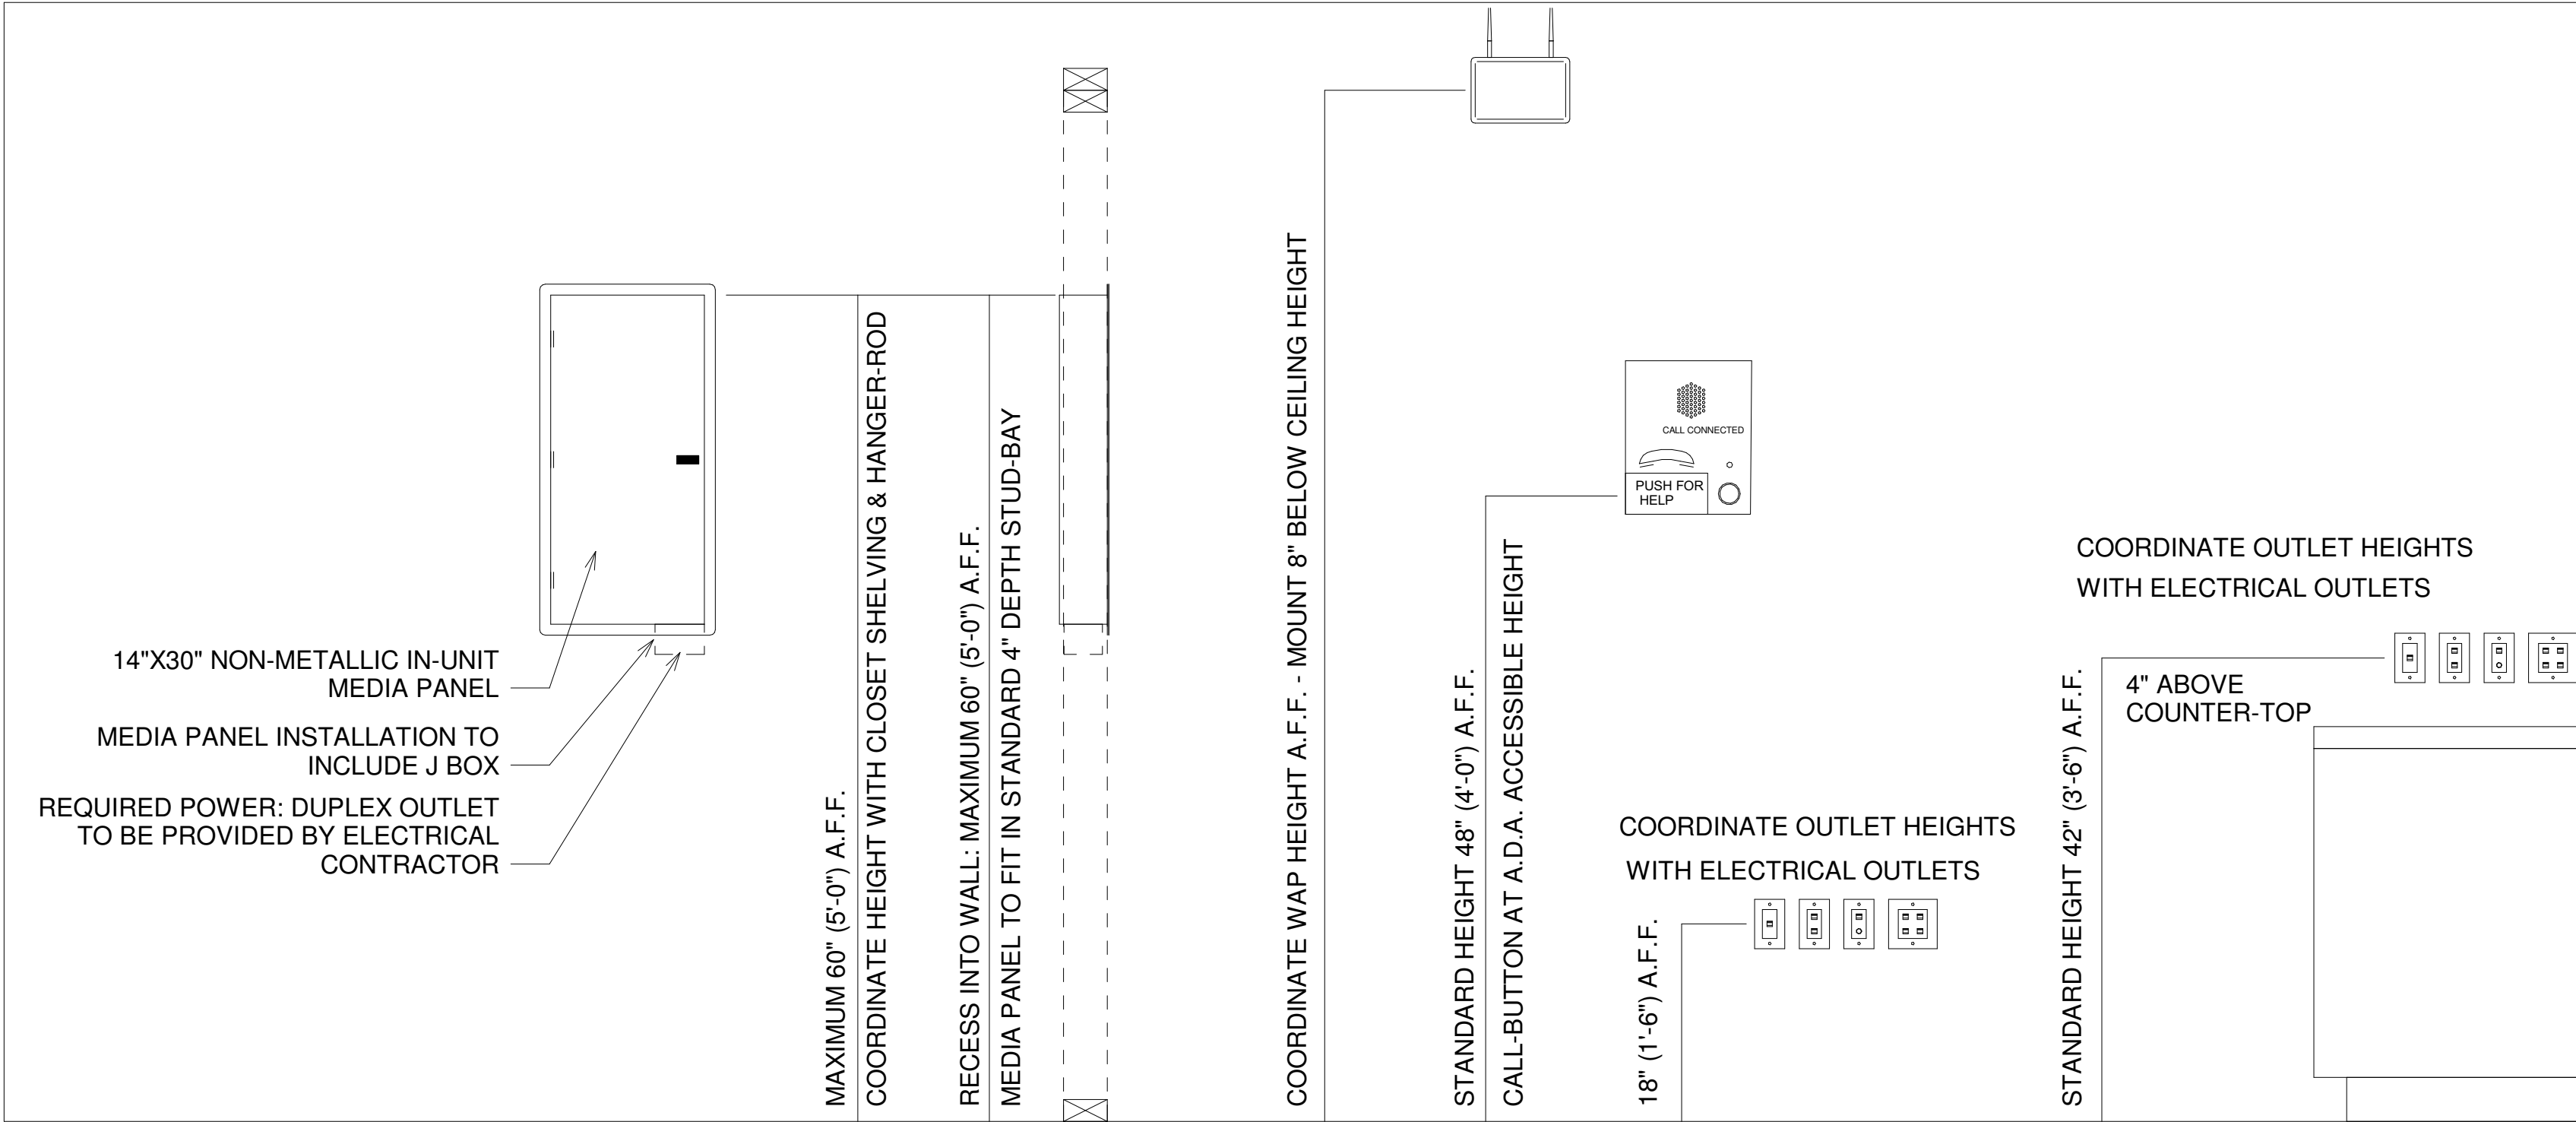 14"X30" NON-METALLIC IN-UNIT
MEDIA PANEL
MEDIA PANEL INSTALLATION TO
INCLUDE J BOX
REQUIRED POWER: DUPLEX OUTLET
TO BE PROVIDED BY ELECTRICAL
CONTRACTOR
MAXIMUM 60" (5'-0") A.F.F.
COORDINATE HEIGHT WITH CLOSET SHELVING & HANGER-ROD
RECESS INTO WALL: MAXIMUM 60" (5'-0") A.F.F.
MEDIA PANEL TO FIT IN STANDARD 4" DEPTH STUD-BAY
COORDINATE WAP HEIGHT A.F.F. - MOUNT 8" BELOW CEILING HEIGHT
STANDARD HEIGHT 48" (4'-0") A.F.F.
CALL-BUTTON AT A.D.A. ACCESSIBLE HEIGHT
CALL CONNECTED
PUSH FOR
HELP
COORDINATE OUTLET HEIGHTS
WITH ELECTRICAL OUTLETS
18" (1'-6") A.F.F.
COORDINATE OUTLET HEIGHTS
WITH ELECTRICAL OUTLETS
STANDARD HEIGHT 42" (3'-6") A.F.F.
4" ABOVE
COUNTER-TOP